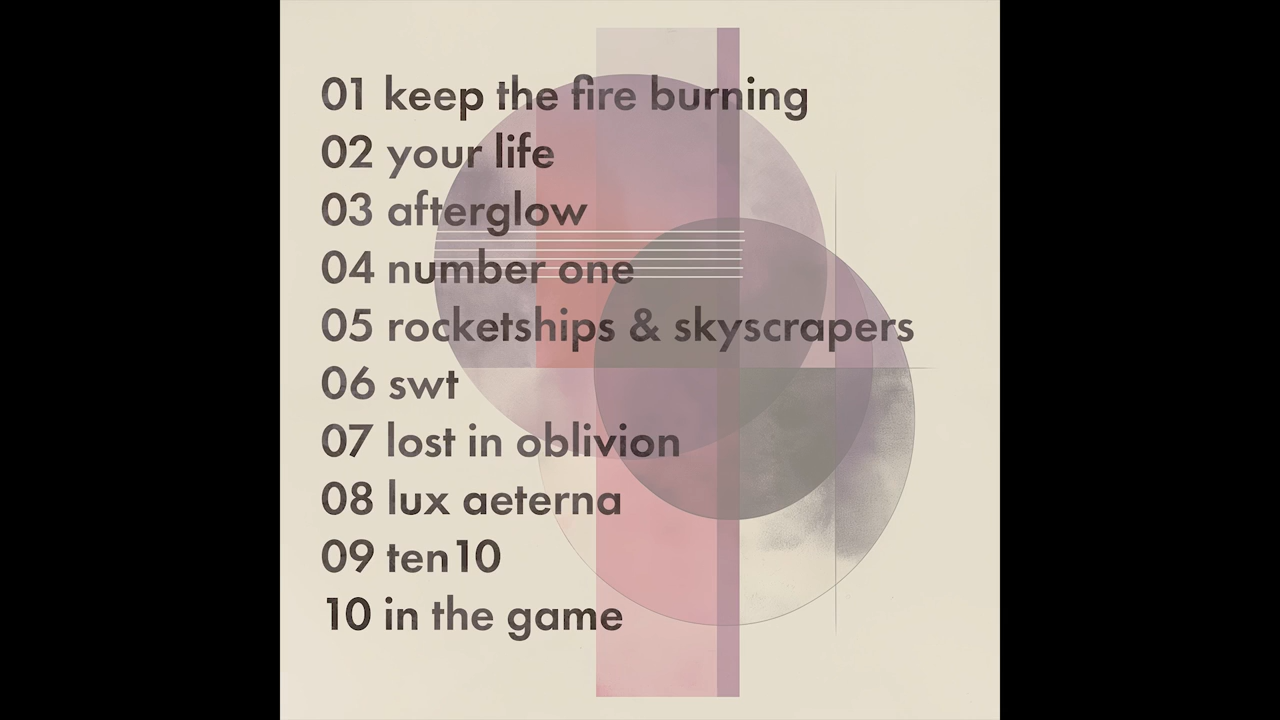 01 keep the fire burning
02 your life
03 afterglow
04 number one
05 rocketships & skyscrapers
06 swt
07 lost in oblivion
08 lux aeterna
09 ten10
10 in the game